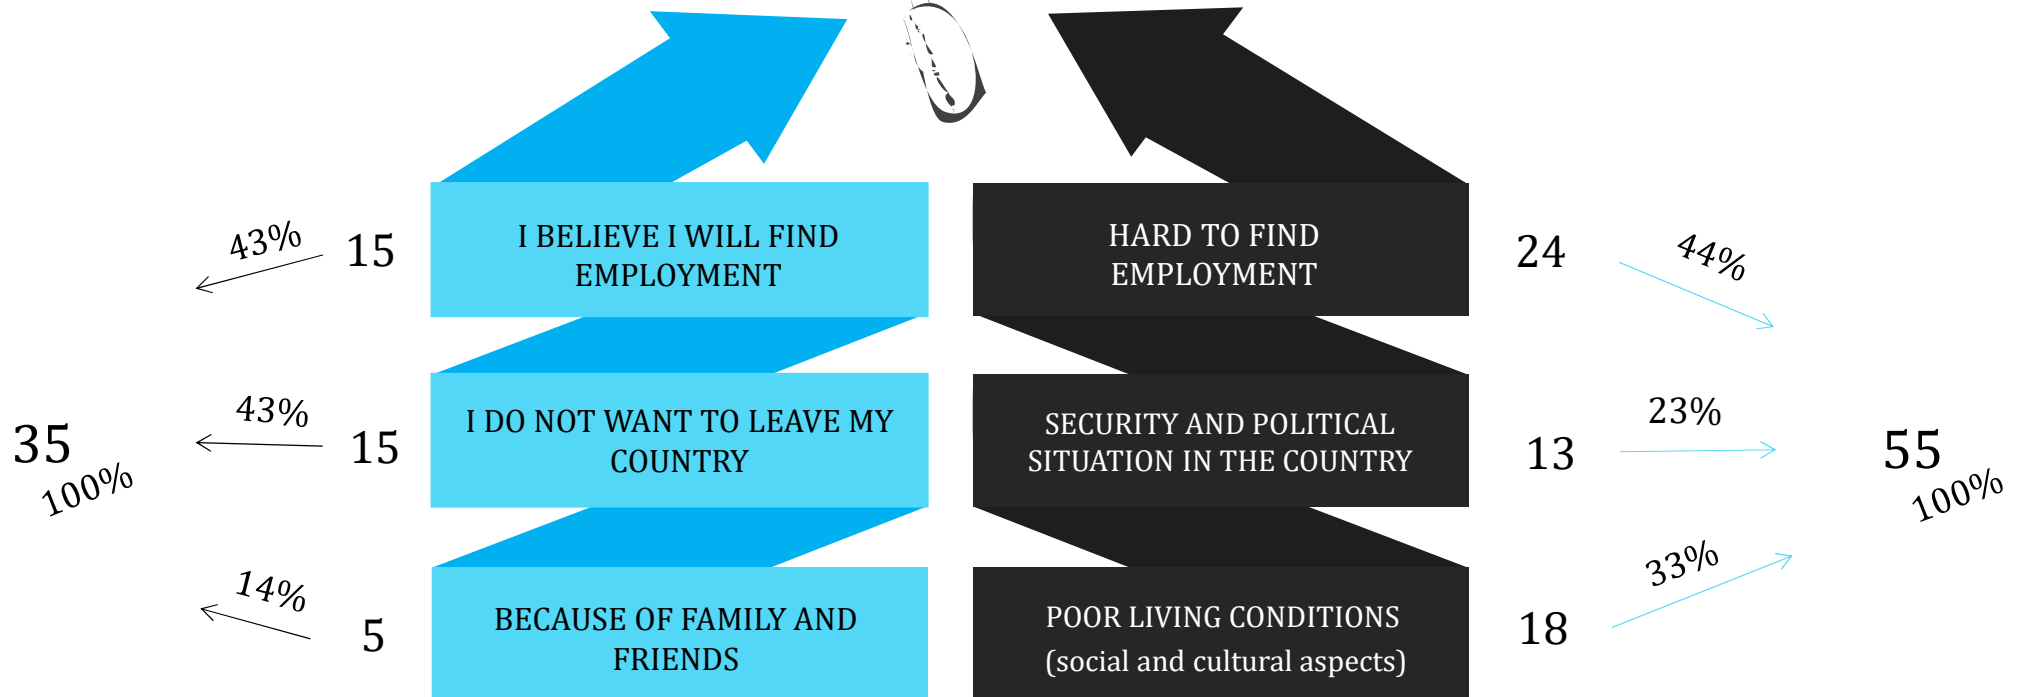 43%
15
I BELIEVE I WILL FIND
EMPLOYMENT
HARD TO FIND
EMPLOYMENT
24
44%
35
100%
43%
15
I DO NOT WANT TO LEAVE MY
COUNTRY
SECURITY AND POLITICAL
SITUATION IN THE COUNTRY
13
23%
55
100%
14%
5
BECAUSE OF FAMILY AND
FRIENDS
POOR LIVING CONDITIONS
(social and cultural aspects)
18
33%